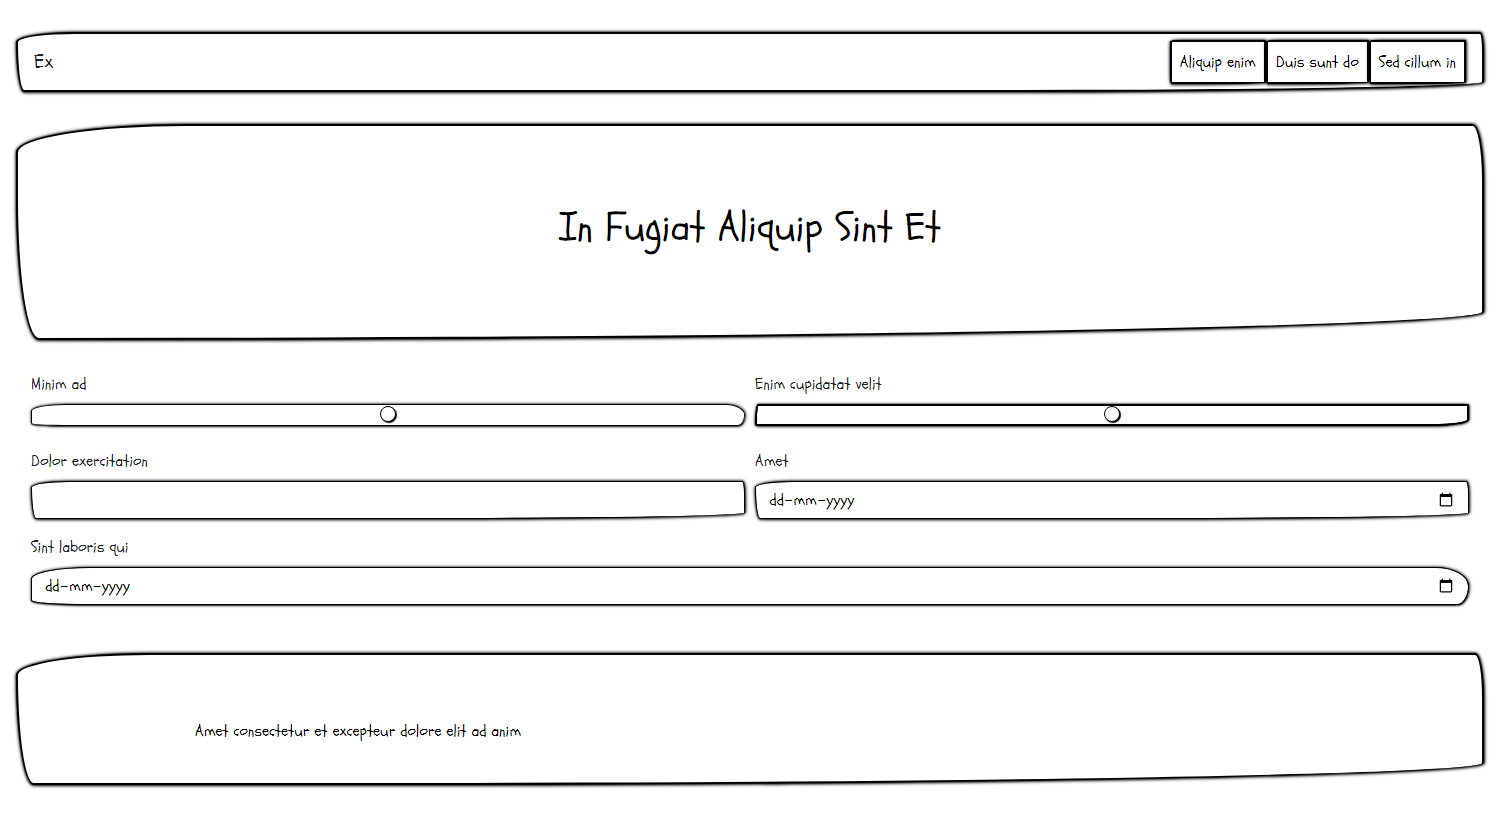 Ex
Aliquip enim
Duis sunt do
Sed cillum in
In Fugiat Aliquip Sint Et
Minim ad
Enim cupidatat velit
Dolor exercitation
Amet
dd-mm-yyyy
Sint laboris qui
dd-mm-yyyy
Amet consectetur et excepteur dolore elit ad anim